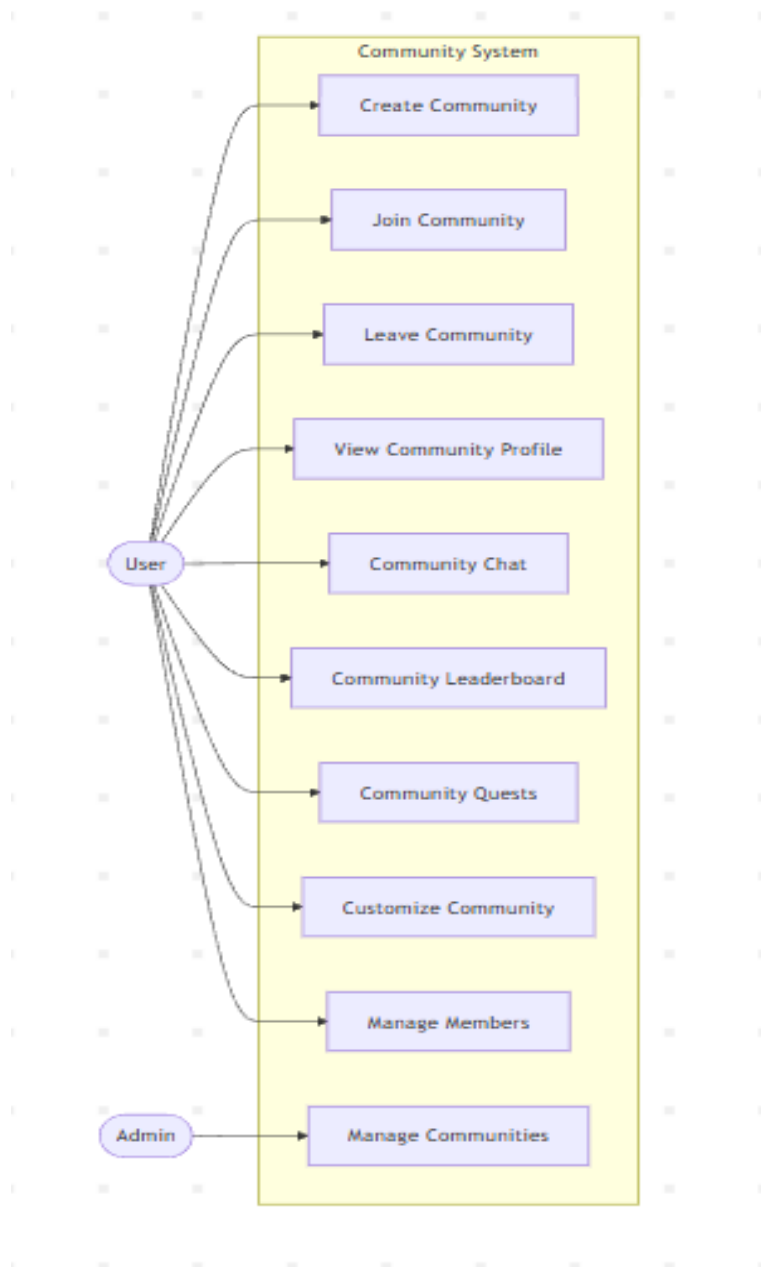 Community System
Create Community
Join Community
Leave Community
View Community Profile
User
Community Chat
Community Leaderboard
Community Quests
Customize Community
Manage Members
Admin
Manage Communities